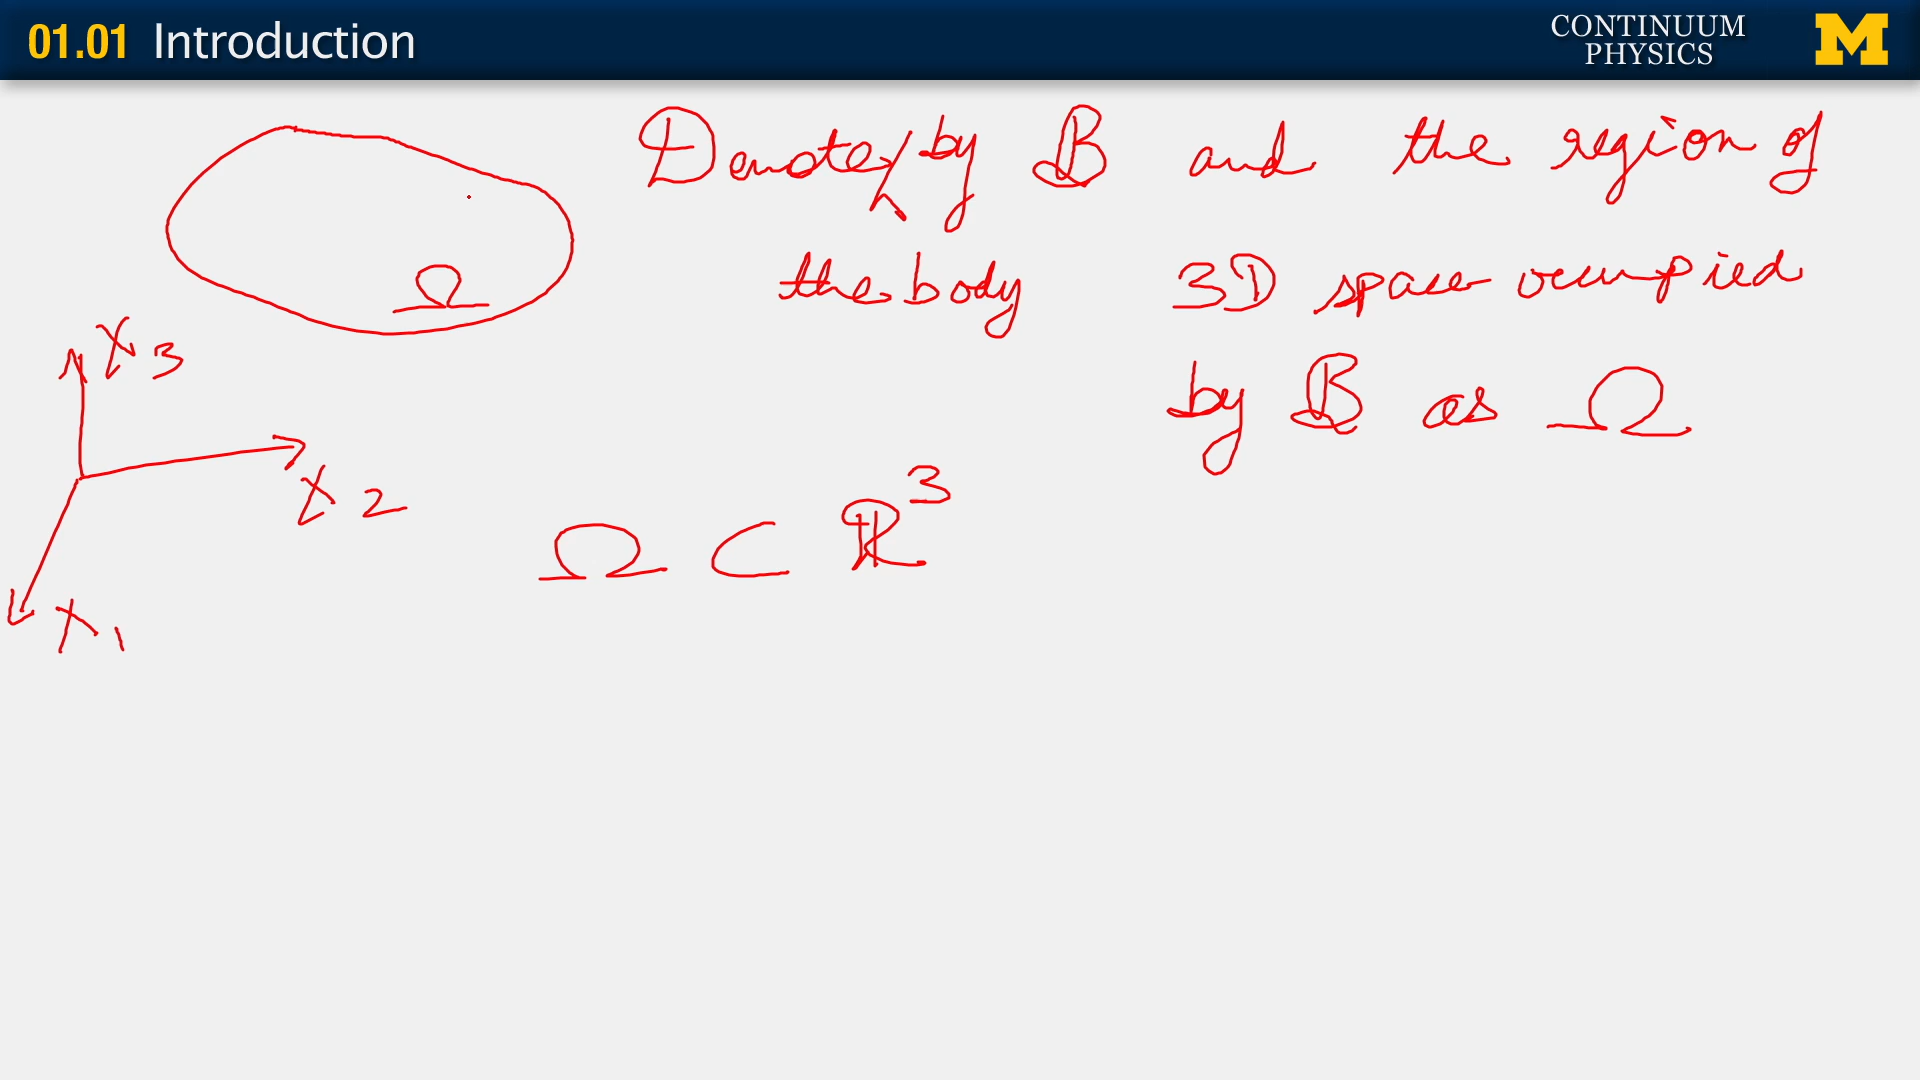 01.01 Introduction
CONTINUUM
PHYSICS
M
Denote by B and the region of
the body 3D space occupied
by B as Ω
Ω
X3
X2
X1
Ω ⊂ ℝ³